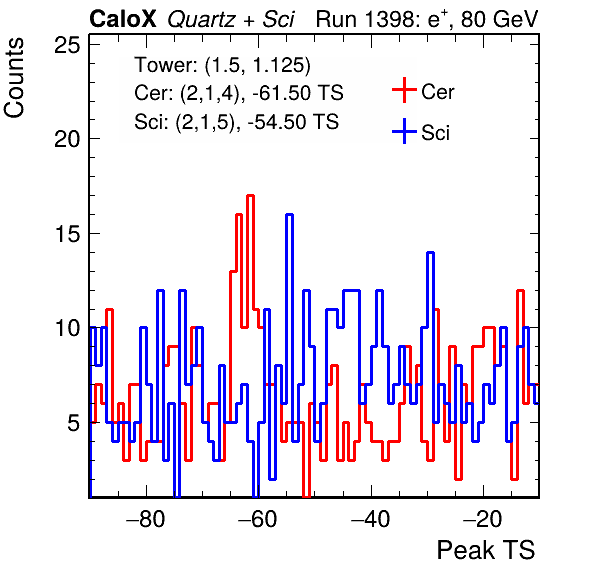 CaloX Quartz + Sci Run 1398: e⁺, 80 GeV
Counts
25
20
15
10
5
Tower: (1.5, 1.125)
Cer: (2,1,4), -61.50 TS
Sci: (2,1,5), -54.50 TS
Cer
Sci
−80 −60 −40 −20
Peak TS